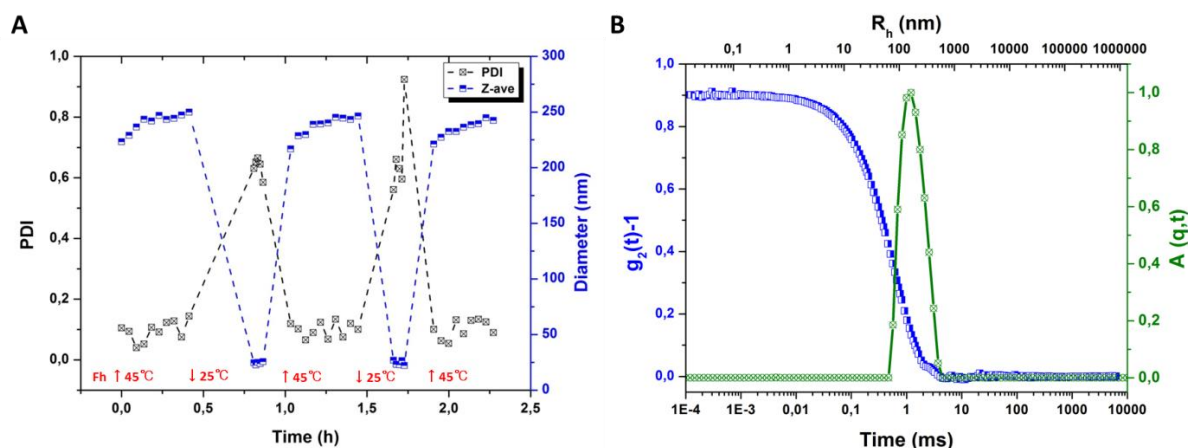 A
PDI
Z-ave
1,0
0,8
0,6
0,4
0,2
0,0
PDI
300
250
200
150
100
50
0
Diameter (nm)
Fh ↑ 45℃ ↓ 25℃ ↑ 45℃ ↓ 25℃ ↑ 45℃
0,0 0,5 1,0 1,5 2,0 2,5
Time (h)
B
R_h (nm)
0,1 1 10 100 1000 10000 100000 1000000
1,0
0,8
0,6
0,4
0,2
0,0
g₂(t)-1
1,0
0,8
0,6
0,4
0,2
0,0
A (q,t)
1E-4 1E-3 0,01 0,1 1 10 100 1000 10000
Time (ms)